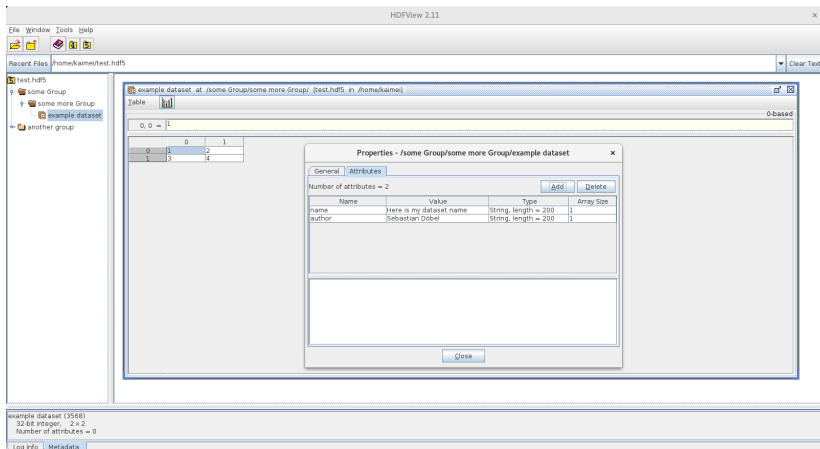 HDFView 2.11
File Window Tools Help
Recent Files /home/kaimei/test.hdf5 Clear Text
test.hdf5
some Group
some more Group
example dataset
another group
example dataset at /some Group/some more Group/ [test.hdf5 in /home/kaimei]
Table
0-based
0, 0 = 1
0 1
0 1 2
1 3 4
Properties - /some Group/some more Group/example dataset
General Attributes
Number of attributes = 2 Add Delete
Name Value Type Array Size
name Here is my dataset name String, length = 200 1
author Sebastian Döbel String, length = 200 1
Close
example dataset (3568)
32-bit integer, 2 x 2
Number of attributes = 0
Log Info Metadata